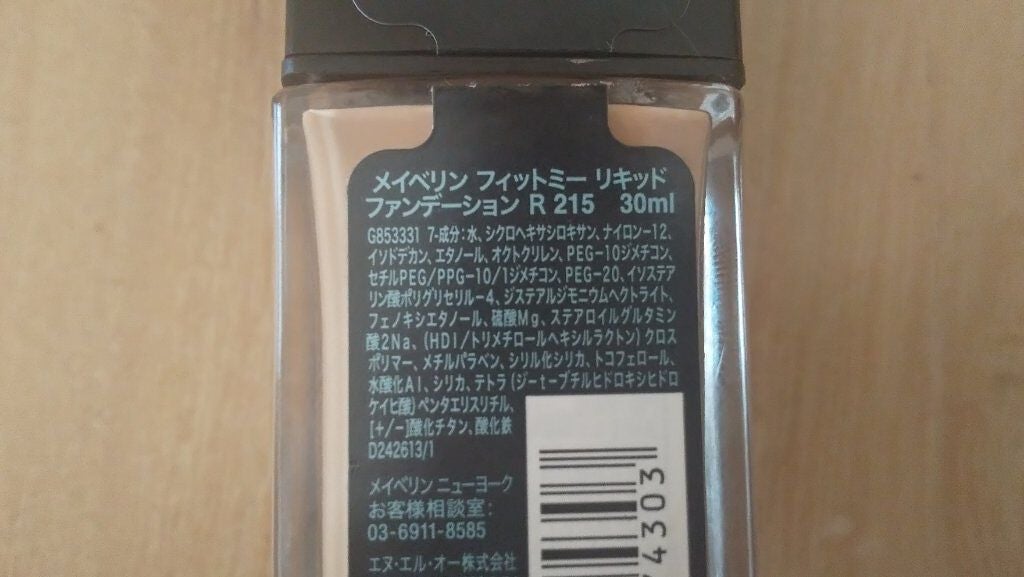 メイベリン フィットミー リキッド
ファンデーション R 215 30ml
G853331 7-成分:水、シクロヘキサシロキサン、ナイロン-12、
イソドデカン、エタノール、オクトクリレン、PEG-10ジメチコン、
セチルPEG/PPG-10/1ジメチコン、PEG-20、イソステア
リン酸ポリグリセリル-4、ジステアルジモニウムヘクトライト、
フェノキシエタノール、硫酸Mg、ステアロイルグルタミン
酸2Na、(HDI/トリメチロールヘキシルラクトン)クロス
ポリマー、メチルパラベン、シリル化シリカ、トコフェロール、
水酸化Al、シリカ、テトラ(ジーt-ブチルヒドロキシヒドロ
ケイヒ酸)ペンタエリスリチル、
[+/-]酸化チタン、酸化鉄
D242613/1
メイベリン ニューヨーク
お客様相談室:
03-6911-8585
エヌ・エル・オー株式会社
74303